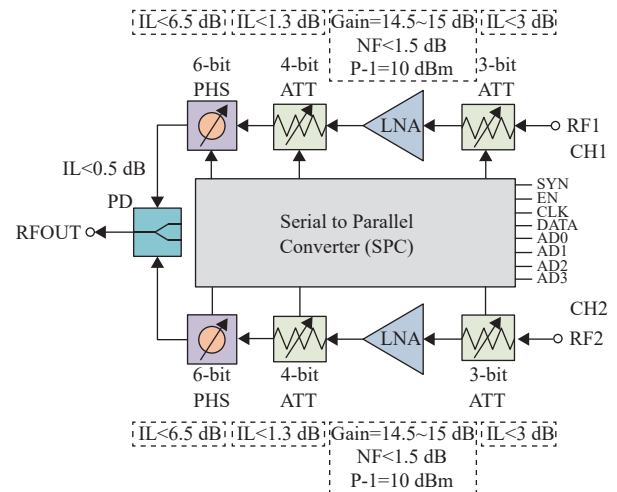 IL<6.5 dB IL<1.3 dB Gain=14.5~15 dB IL<3 dB
NF<1.5 dB
P-1=10 dBm
6-bit
PHS
4-bit
ATT
3-bit
ATT
LNA
RF1
CH1
IL<0.5 dB
PD
RFOUT
Serial to Parallel
Converter (SPC)
SYN
EN
CLK
DATA
AD0
AD1
AD2
AD3
CH2
RF2
LNA
6-bit
PHS
4-bit
ATT
3-bit
ATT
IL<6.5 dB IL<1.3 dB Gain=14.5~15 dB IL<3 dB
NF<1.5 dB
P-1=10 dBm